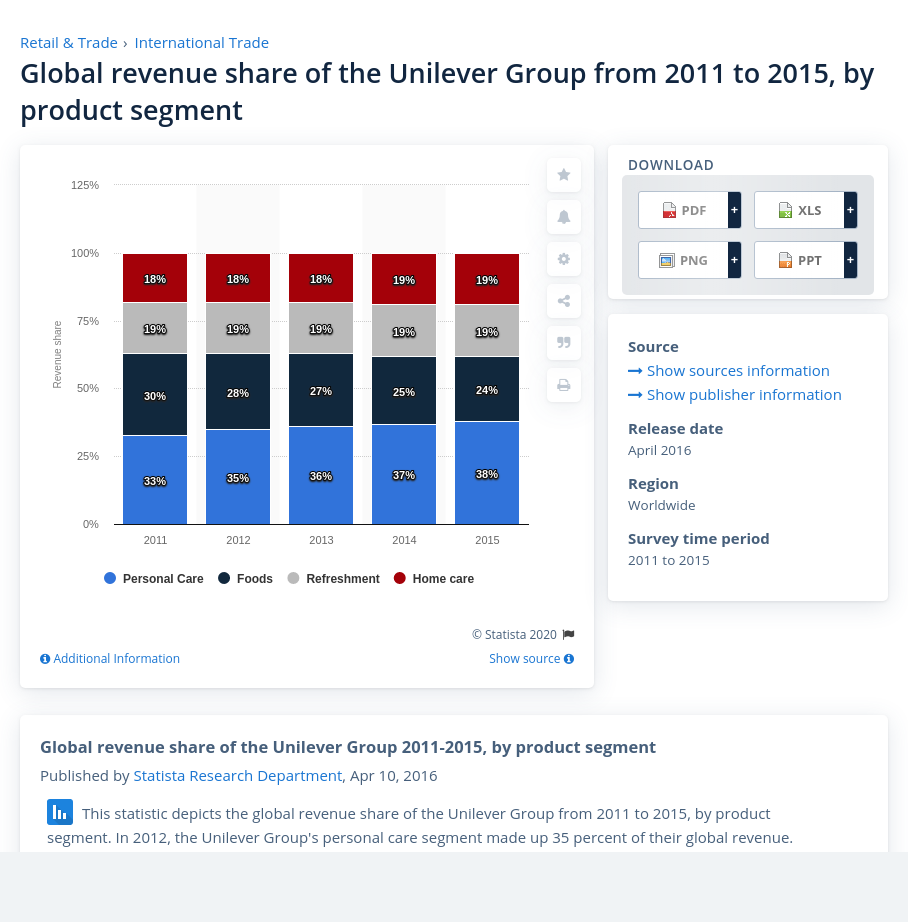 Retail & Trade › International Trade
Global revenue share of the Unilever Group from 2011 to 2015, by
product segment
125%
100%
75%
50%
25%
0%
Revenue share
18% 18% 18% 19% 19%
19% 19% 19% 19% 19%
30% 28% 27% 25% 24%
33% 35% 36% 37% 38%
2011 2012 2013 2014 2015
Personal Care Foods Refreshment Home care
© Statista 2020
Additional Information
Show source
DOWNLOAD
PDF + XLS +
PNG + PPT +
Source
Show sources information
Show publisher information
Release date
April 2016
Region
Worldwide
Survey time period
2011 to 2015
Global revenue share of the Unilever Group 2011-2015, by product segment
Published by Statista Research Department, Apr 10, 2016
This statistic depicts the global revenue share of the Unilever Group from 2011 to 2015, by product
segment. In 2012, the Unilever Group's personal care segment made up 35 percent of their global revenue.